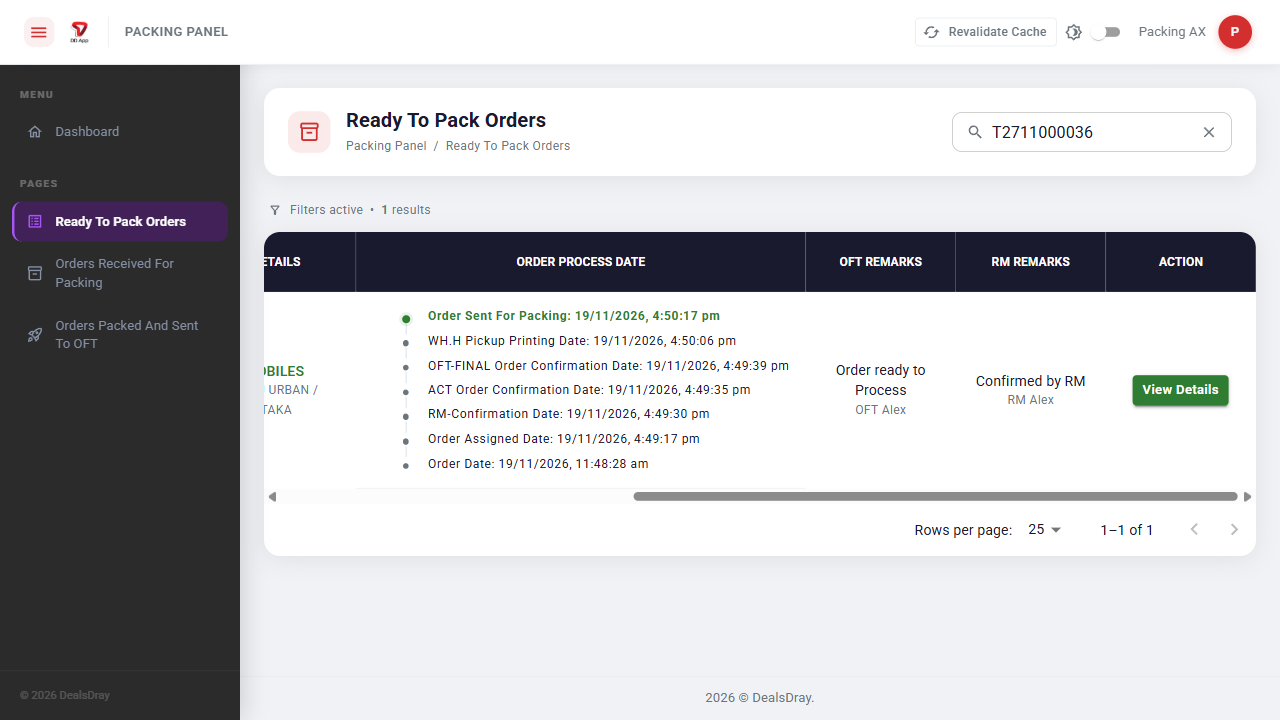 DD App
PACKING PANEL
Revalidate Cache
Packing AX
P
MENU
Dashboard
PAGES
Ready To Pack Orders
Orders Received For
Packing
Orders Packed And Sent
To OFT
© 2026 DealsDray
Ready To Pack Orders
Packing Panel / Ready To Pack Orders
T2711000036
Filters active • 1 results
ETAILS
ORDER PROCESS DATE
OFT REMARKS
RM REMARKS
ACTION
OBILES
URBAN /
TAKA
Order Sent For Packing: 19/11/2026, 4:50:17 pm
WH.H Pickup Printing Date: 19/11/2026, 4:50:06 pm
OFT-FINAL Order Confirmation Date: 19/11/2026, 4:49:39 pm
ACT Order Confirmation Date: 19/11/2026, 4:49:35 pm
RM-Confirmation Date: 19/11/2026, 4:49:30 pm
Order Assigned Date: 19/11/2026, 4:49:17 pm
Order Date: 19/11/2026, 11:48:28 am
Order ready to
Process
OFT Alex
Confirmed by RM
RM Alex
View Details
Rows per page: 25
1–1 of 1
2026 © DealsDray.